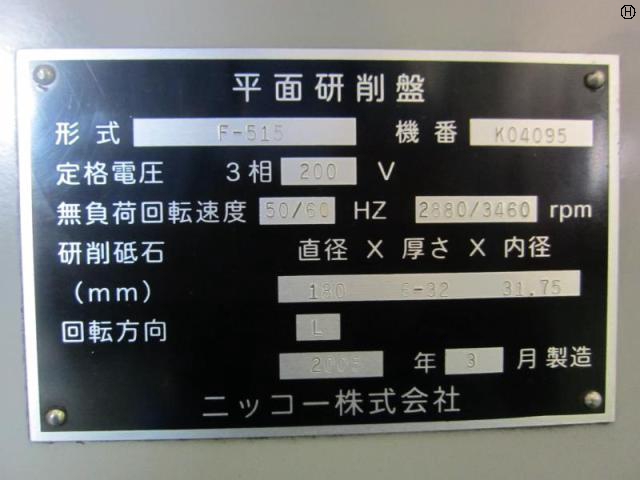 平面研削盤
形式 F-515 機番 K04095
定格電圧 3相 200 V
無負荷回転速度 50/60 HZ 2880/3460 rpm
研削砥石 直径 X 厚さ X 内径
(mm) 180 6-32 31.75
回転方向 L
年 3 月製造
ニッコー株式会社
H